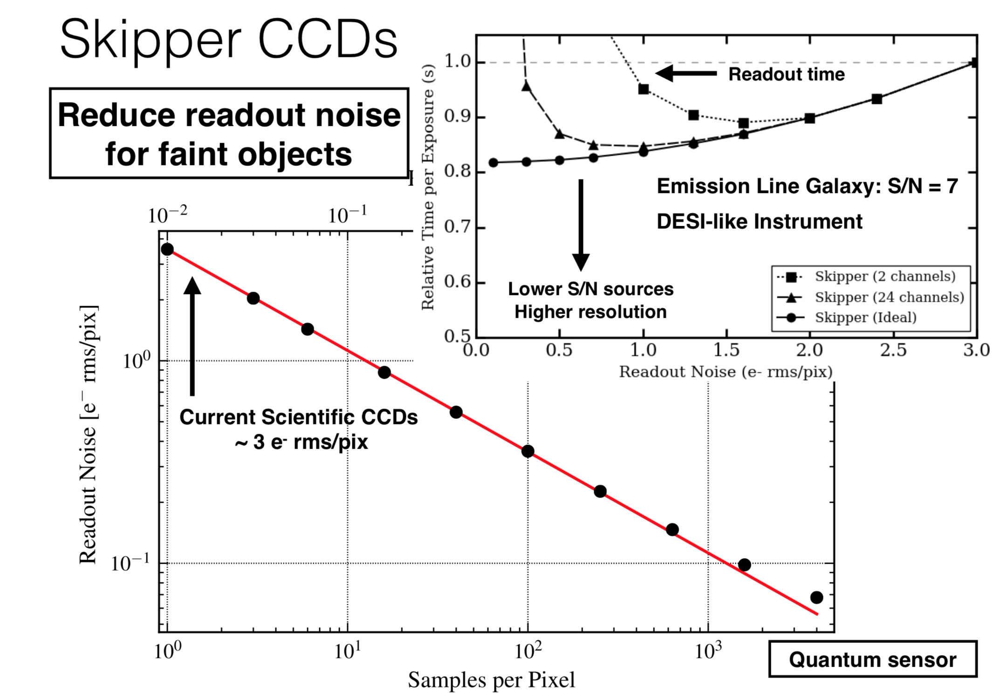 Skipper CCDs
Reduce readout noise
for faint objects
Relative Time per Exposure (s)
1.0
0.9
0.8
0.7
0.6
0.5
0.0 0.5 1.0 1.5 2.0 2.5 3.0
Readout Noise (e- rms/pix)
Readout time
Emission Line Galaxy: S/N = 7
DESI-like Instrument
Lower S/N sources
Higher resolution
Skipper (2 channels)
Skipper (24 channels)
Skipper (Ideal)
10⁻² 10⁻¹
Readout Noise [e⁻ rms/pix]
10⁰
10⁻¹
Current Scientific CCDs
~ 3 e⁻ rms/pix
10⁰ 10¹ 10² 10³
Samples per Pixel
Quantum sensor